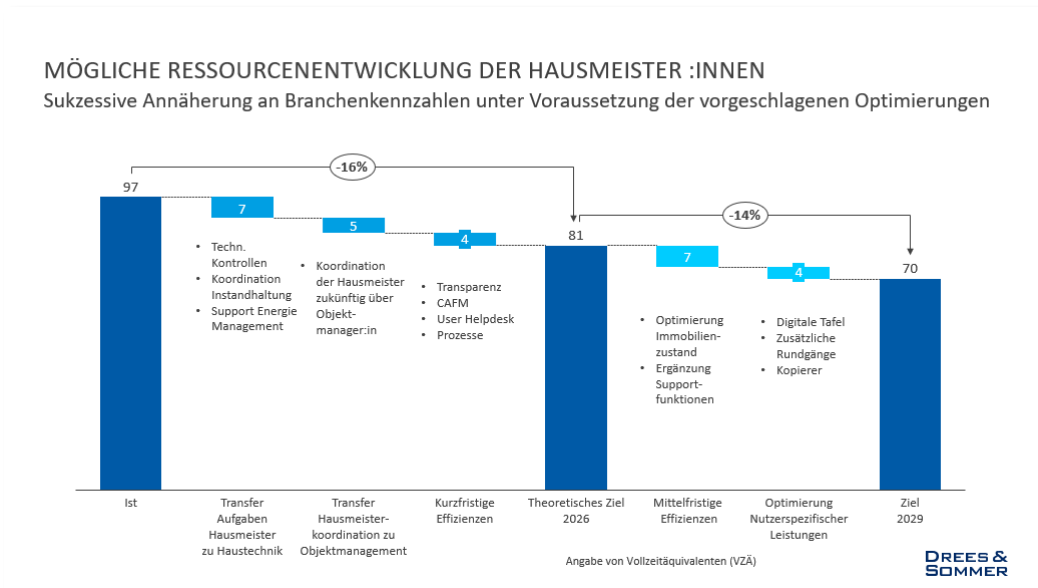 MÖGLICHE RESSOURCENENTWICKLUNG DER HAUSMEISTER :INNEN
Sukzessive Annäherung an Branchenkennzahlen unter Voraussetzung der vorgeschlagenen Optimierungen
-16%
97
7
5
4
81
-14%
7
4
70
• Techn.
Kontrollen
• Koordination
Instandhaltung
• Support Energie
Management
• Koordination
der Hausmeister
zukünftig über
Objekt-
manager:in
• Transparenz
• CAFM
• User Helpdesk
• Prozesse
• Optimierung
Immobilien-
zustand
• Ergänzung
Support-
funktionen
• Digitale Tafel
• Zusätzliche
Rundgänge
• Kopierer
Ist
Transfer
Aufgaben
Hausmeister
zu Haustechnik
Transfer
Hausmeister-
koordination zu
Objektmanagement
Kurzfristige
Effizienzen
Theoretisches Ziel
2026
Mittelfristige
Effizienzen
Optimierung
Nutzerspezifischer
Leistungen
Ziel
2029
Angabe von Vollzeitäquivalenten (VZÄ)
DREES &
SOMMER